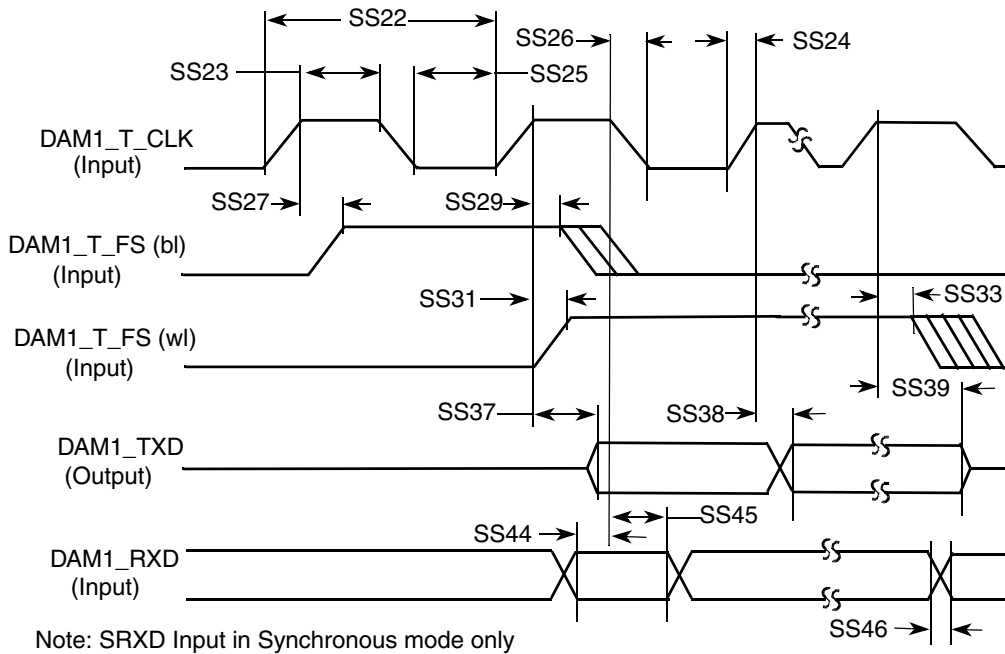 SS22
SS26
SS24
SS23
SS25
DAM1_T_CLK
(Input)
SS27
SS29
DAM1_T_FS (bl)
(Input)
SS31
SS33
DAM1_T_FS (wl)
(Input)
SS39
SS37
SS38
DAM1_TXD
(Output)
SS45
SS44
DAM1_RXD
(Input)
SS46
Note: SRXD Input in Synchronous mode only